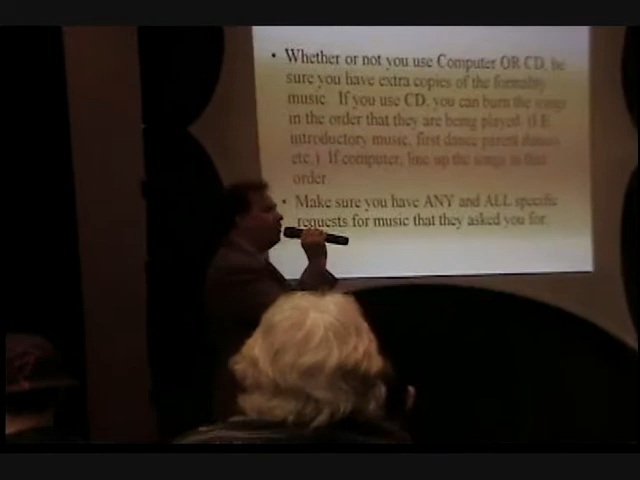 • Whether or not you use Computer OR CD, be
sure you have extra copies of the formality
music. If you use CD, you can burn the songs
in the order that they are being played. (I.E.
introductory music, first dance parent dances
etc.) If computer, line up the songs in that
order.
• Make sure you have ANY and ALL specific
requests for music that they asked you for.